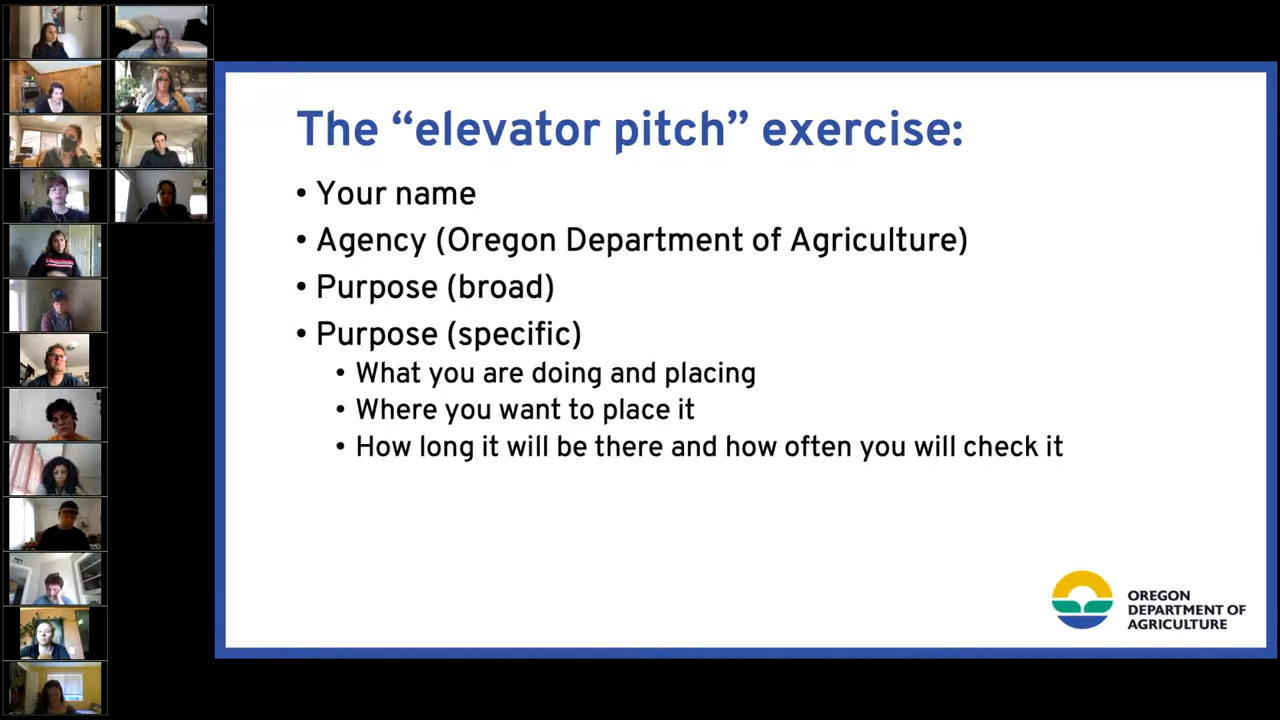 The “elevator pitch” exercise:
• Your name
• Agency (Oregon Department of Agriculture)
• Purpose (broad)
• Purpose (specific)
• What you are doing and placing
• Where you want to place it
• How long it will be there and how often you will check it
OREGON
DEPARTMENT OF
AGRICULTURE